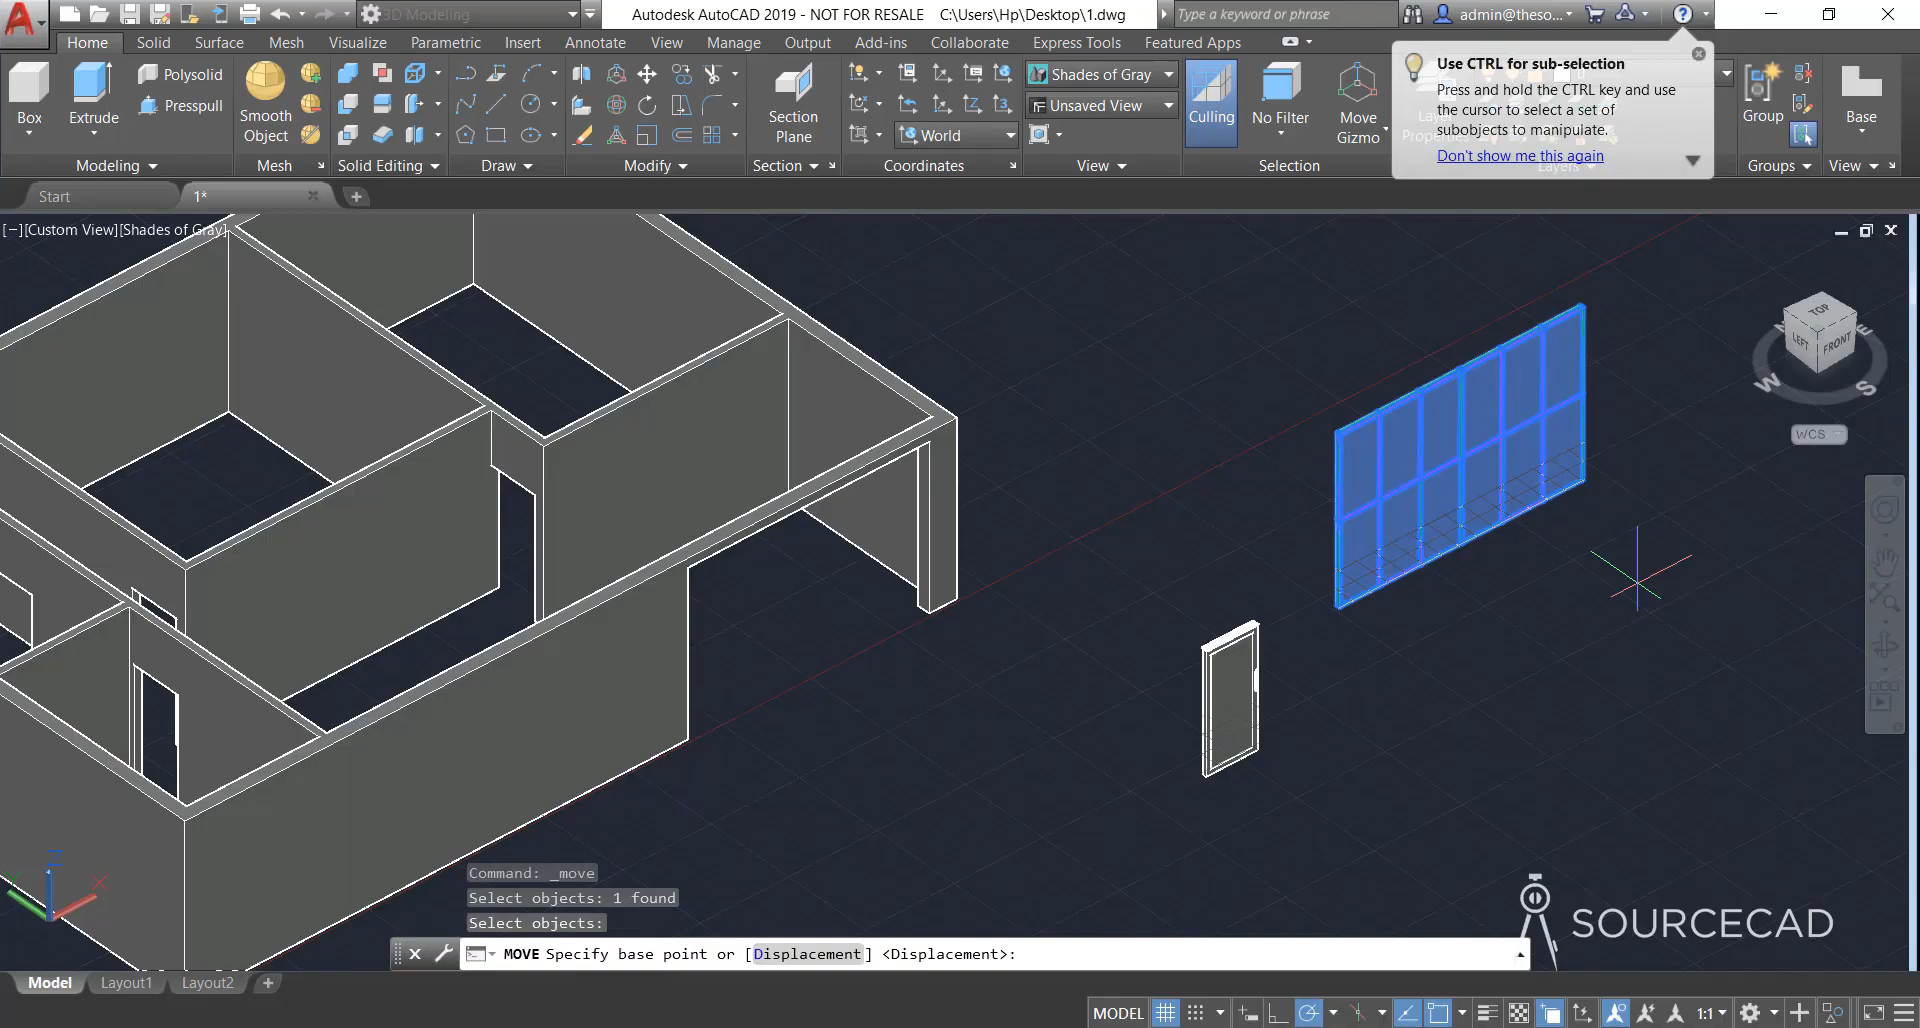 3D Modeling
Autodesk AutoCAD 2019 - NOT FOR RESALE C:\Users\Hp\Desktop\1.dwg
Type a keyword or phrase
admin@theso...
Home Solid Surface Mesh Visualize Parametric Insert Annotate View Manage Output Add-ins Collaborate Express Tools Featured Apps
Box
Extrude
Polysolid
Presspull
Modeling
Smooth
Object
Mesh
Solid Editing
Draw
Modify
Section
Plane
Section
World
Coordinates
Shades of Gray
Unsaved View
View
Culling
No Filter
Move
Gizmo
Selection
Use CTRL for sub-selection
Press and hold the CTRL key and use
the cursor to select a set of
subobjects to manipulate.
Don't show me this again
Layers
Group
Groups
Base
View
Start
1*
[−][Custom View][Shades of Gray]
TOP
LEFT
FRONT
W
S
E
WCS
Z
X
Command: _move
Select objects: 1 found
Select objects:
MOVE Specify base point or [Displacement] <Displacement>:
SOURCECAD
Model Layout1 Layout2
MODEL
1:1